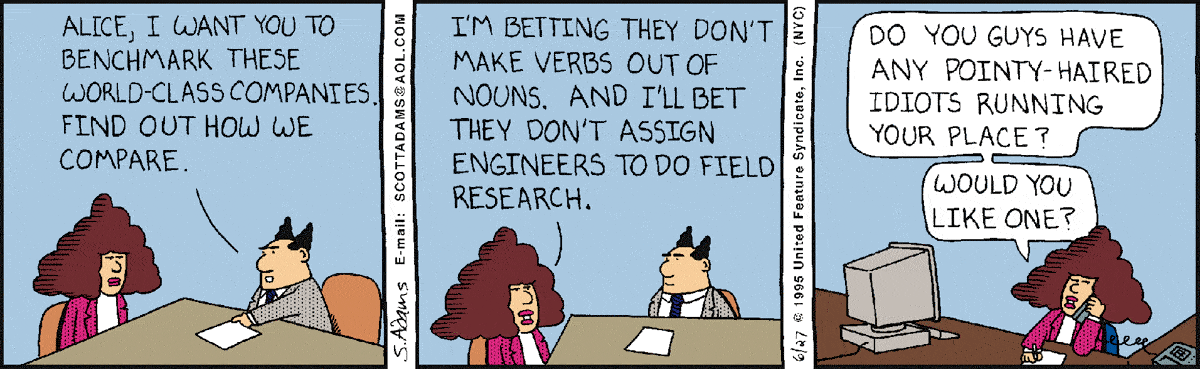 ALICE, I WANT YOU TO
BENCHMARK THESE
WORLD-CLASS COMPANIES.
FIND OUT HOW WE
COMPARE.
S.Adams E-mail: SCOTTADAMS@AOL.COM
I'M BETTING THEY DON'T
MAKE VERBS OUT OF
NOUNS. AND I'LL BET
THEY DON'T ASSIGN
ENGINEERS TO DO FIELD
RESEARCH.
6/27 © 1995 United Feature Syndicate, Inc. (NYC)
DO YOU GUYS HAVE
ANY POINTY-HAIRED
IDIOTS RUNNING
YOUR PLACE?
WOULD YOU
LIKE ONE?